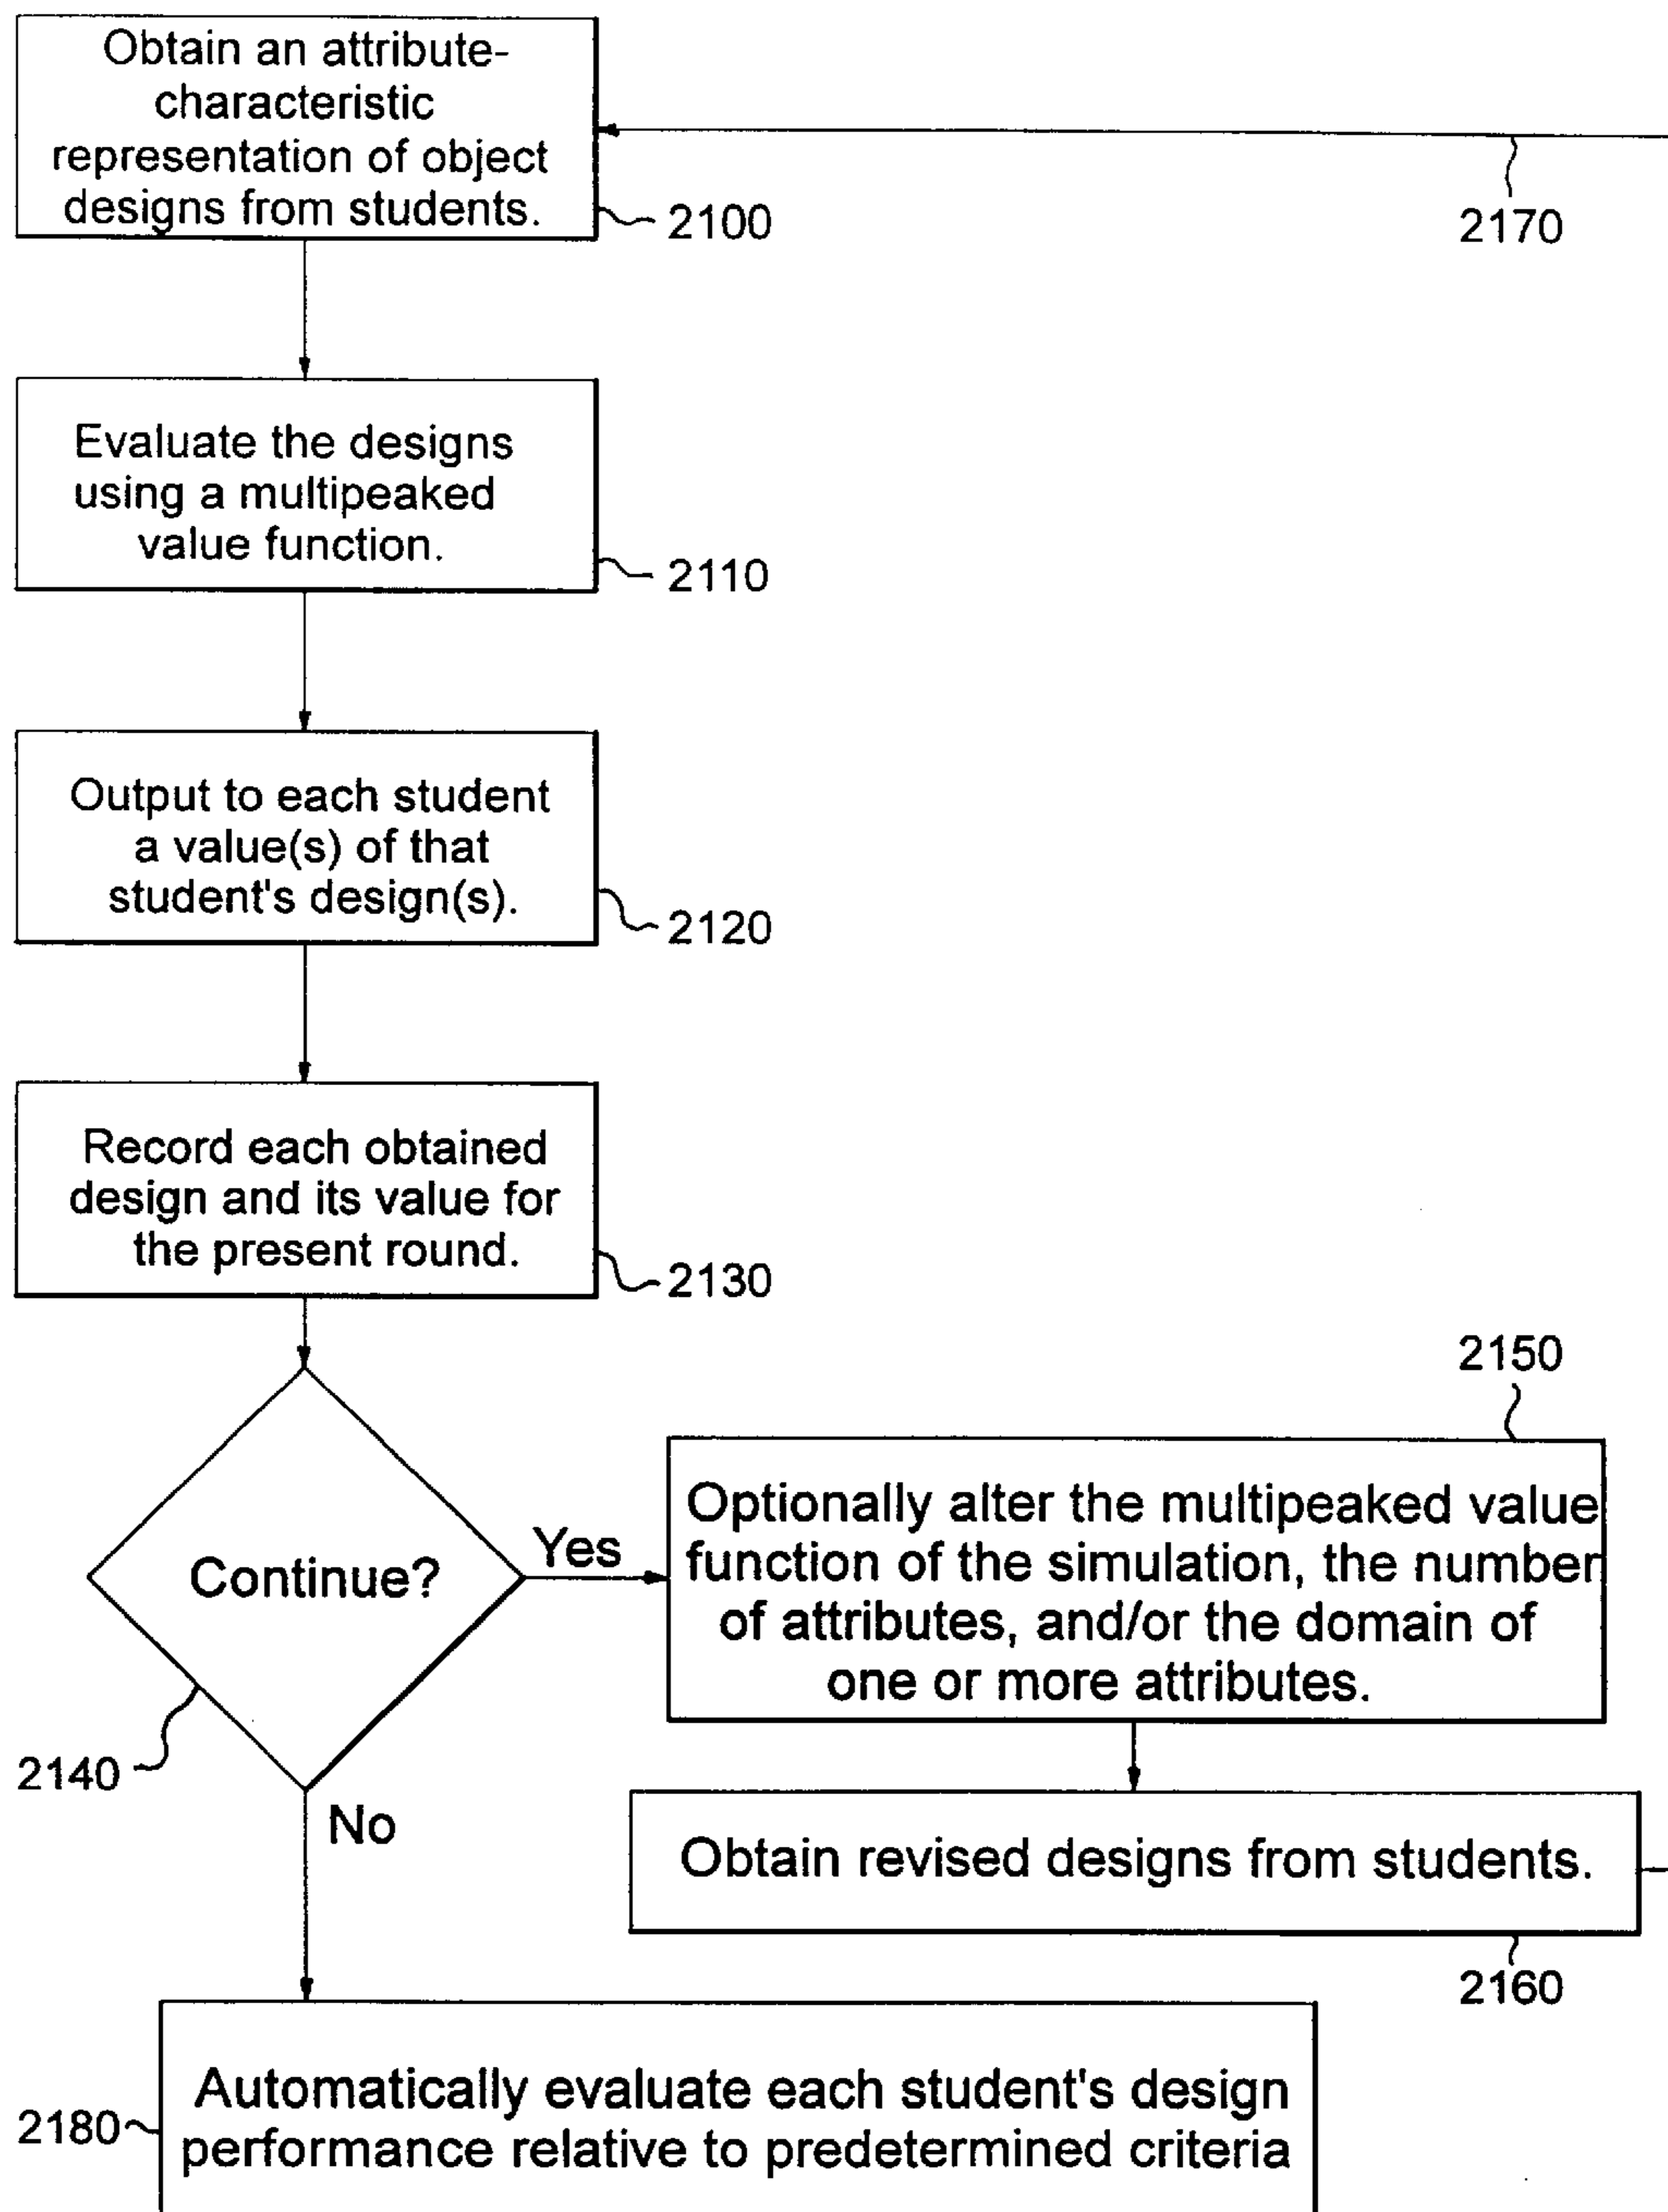 Obtain an attribute-
characteristic
representation of object
designs from students.
2100
2170
Evaluate the designs
using a multipeaked
value function.
2110
Output to each student
a value(s) of that
student's design(s).
2120
Record each obtained
design and its value for
the present round.
2130
Continue?
2140
Yes
2150
Optionally alter the multipeaked value
function of the simulation, the number
of attributes, and/or the domain of
one or more attributes.
Obtain revised designs from students.
2160
No
Automatically evaluate each student's design
performance relative to predetermined criteria
2180